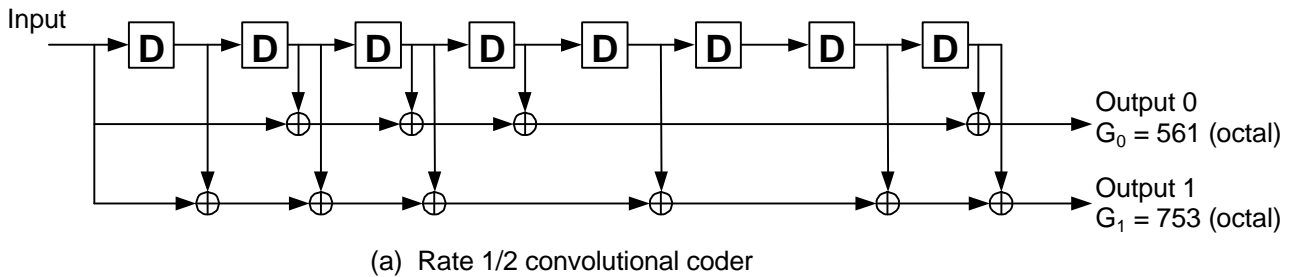 Input
D D D D D D D D
Output 0
G₀ = 561 (octal)
Output 1
G₁ = 753 (octal)
(a) Rate 1/2 convolutional coder